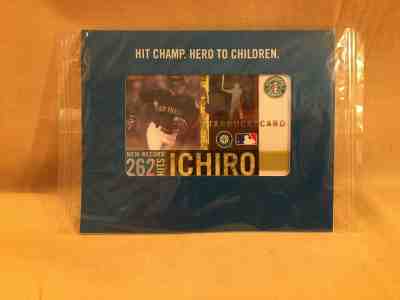 HIT CHAMP. HERO TO CHILDREN.
STARBUCKS CARD
NEW RECORD
262 HITS ICHIRO